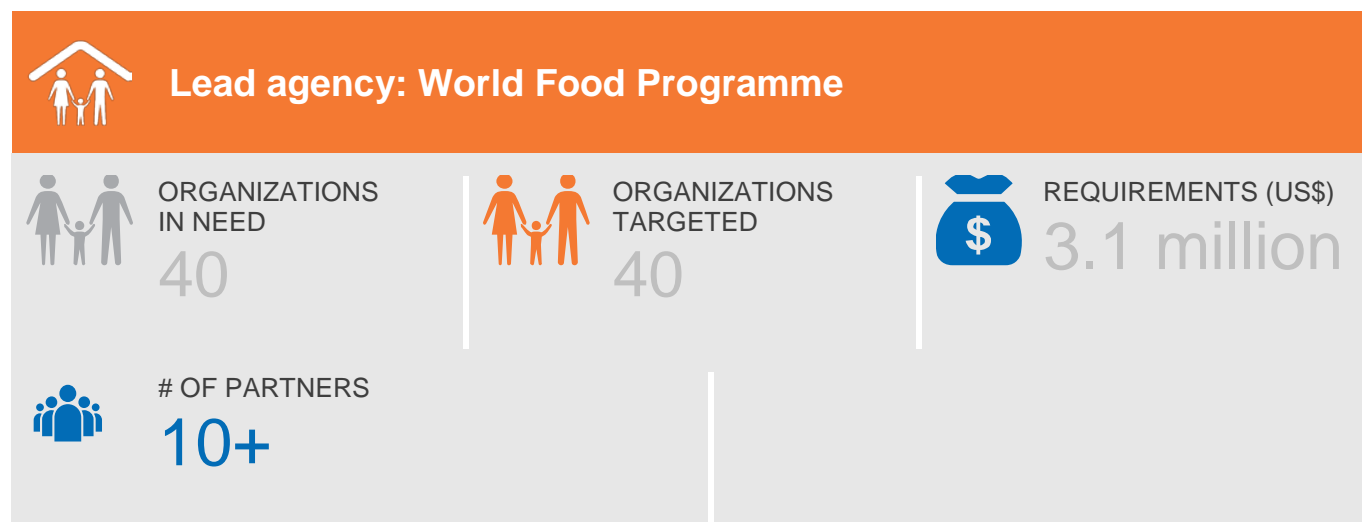 Lead agency: World Food Programme
ORGANIZATIONS
IN NEED
40
ORGANIZATIONS
TARGETED
40
REQUIREMENTS (US$)
$
3.1 million
# OF PARTNERS
10+